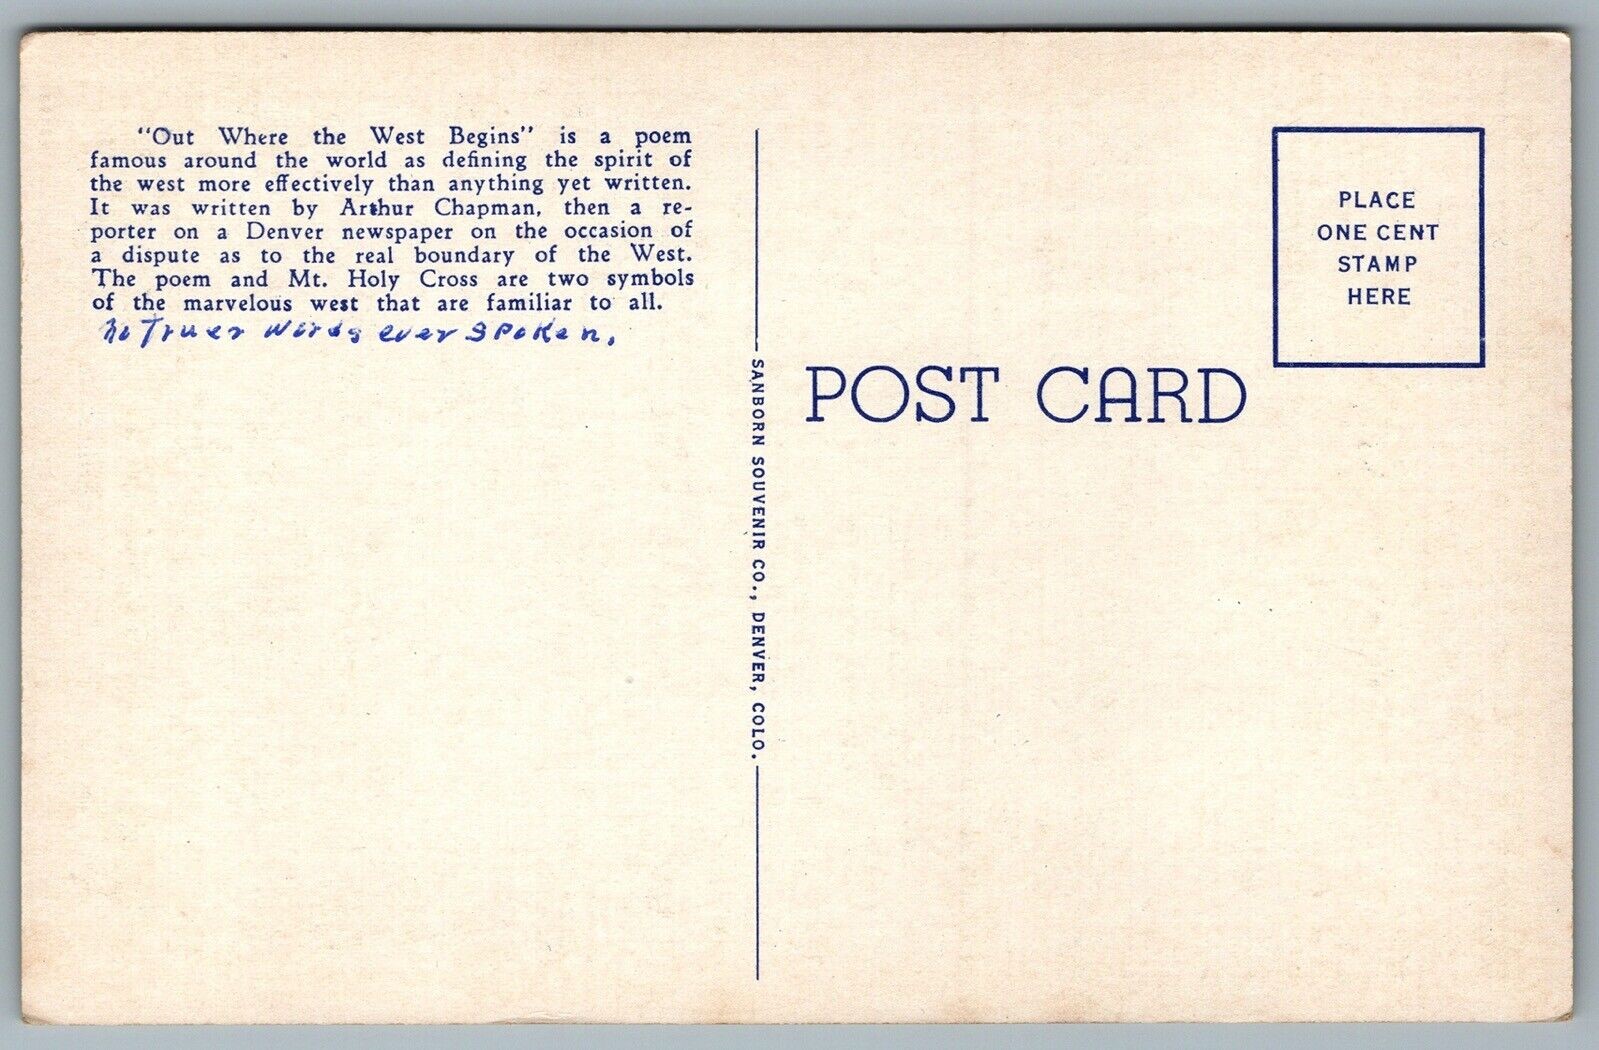 "Out Where the West Begins" is a poem
famous around the world as defining the spirit of
the west more effectively than anything yet written.
It was written by Arthur Chapman, then a re-
porter on a Denver newspaper on the occasion of
a dispute as to the real boundary of the West.
The poem and Mt. Holy Cross are two symbols
of the marvelous west that are familiar to all.
No Truer Words ever Spoken.
SANBORN SOUVENIR CO., DENVER, COLO.
POST CARD
PLACE
ONE CENT
STAMP
HERE